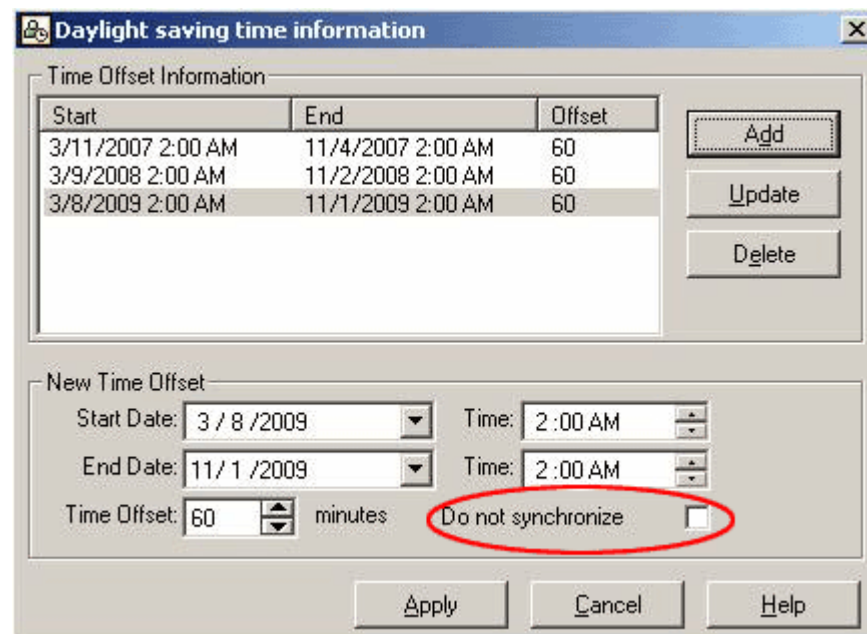 Daylight saving time information
Time Offset Information
Start End Offset
3/11/2007 2:00 AM 11/4/2007 2:00 AM 60
3/9/2008 2:00 AM 11/2/2008 2:00 AM 60
3/8/2009 2:00 AM 11/1/2009 2:00 AM 60
Add
Update
Delete
New Time Offset
Start Date: 3 / 8 /2009 Time: 2 :00 AM
End Date: 11/ 1 /2009 Time: 2 :00 AM
Time Offset: 60 minutes Do not synchronize
Apply Cancel Help